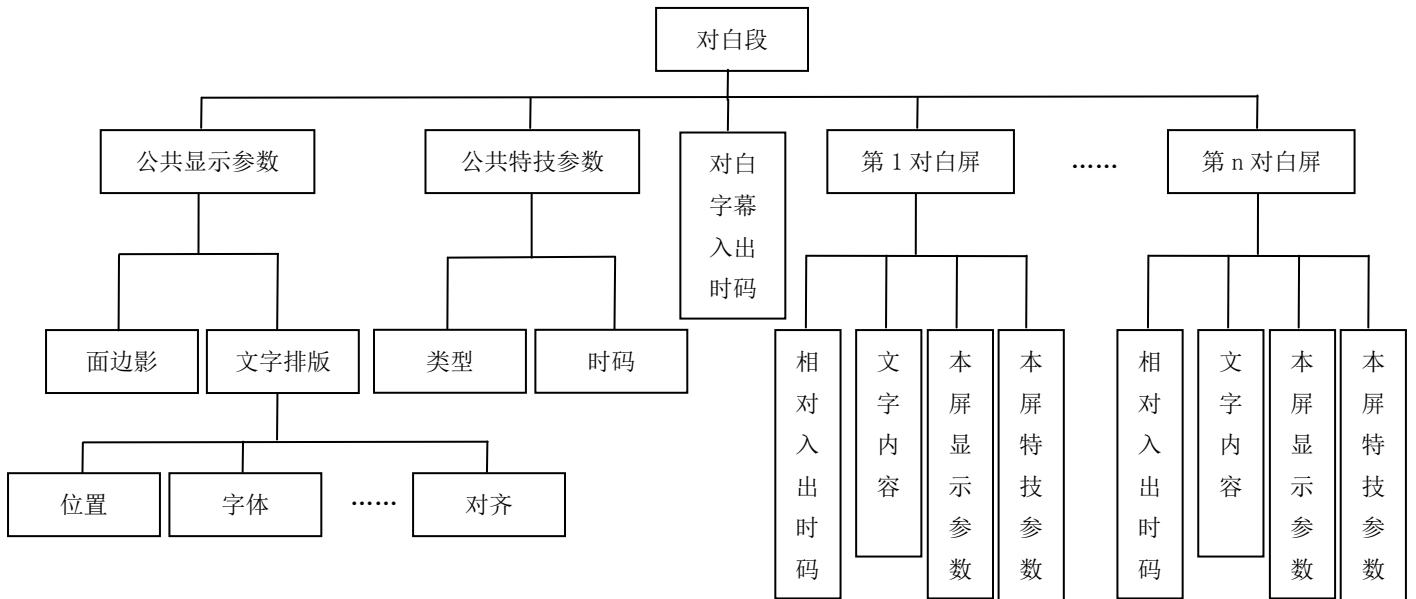 对白段
公共显示参数
公共特技参数
对白
字幕
入出
时码
第1对白屏
……
第n对白屏
面边影
文字排版
类型
时码
相对入出时码
文字内容
本屏显示参数
本屏特技参数
相对入出时码
文字内容
本屏显示参数
本屏特技参数
位置
字体
……
对齐